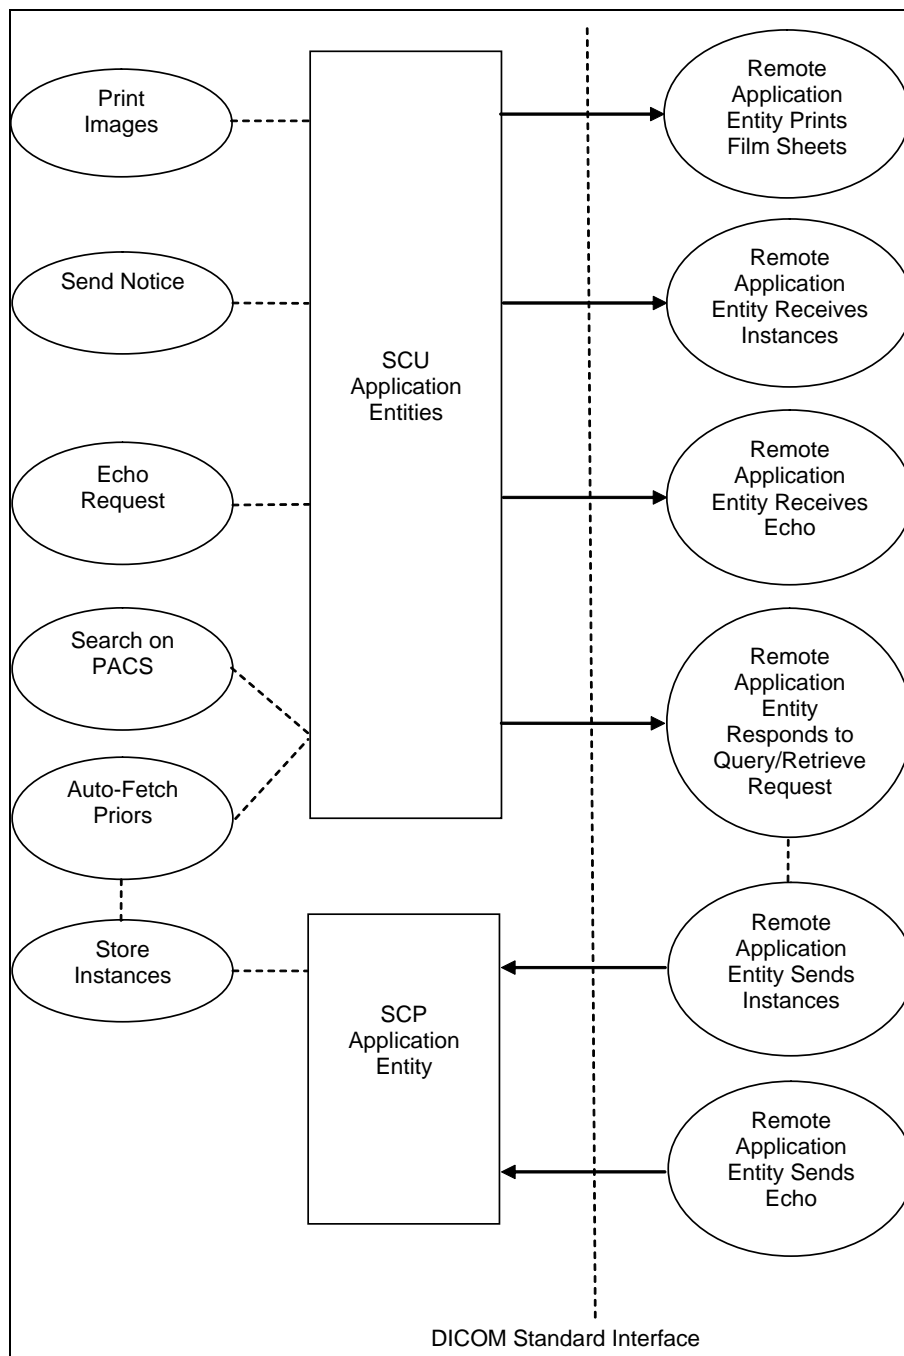 Print
Images
Send Notice
Echo
Request
Search on
PACS
Auto-Fetch
Priors
Store
Instances
SCU
Application
Entities
SCP
Application
Entity
Remote
Application
Entity Prints
Film Sheets
Remote
Application
Entity Receives
Instances
Remote
Application
Entity Receives
Echo
Remote
Application
Entity
Responds to
Query/Retrieve
Request
Remote
Application
Entity Sends
Instances
Remote
Application
Entity Sends
Echo
DICOM Standard Interface